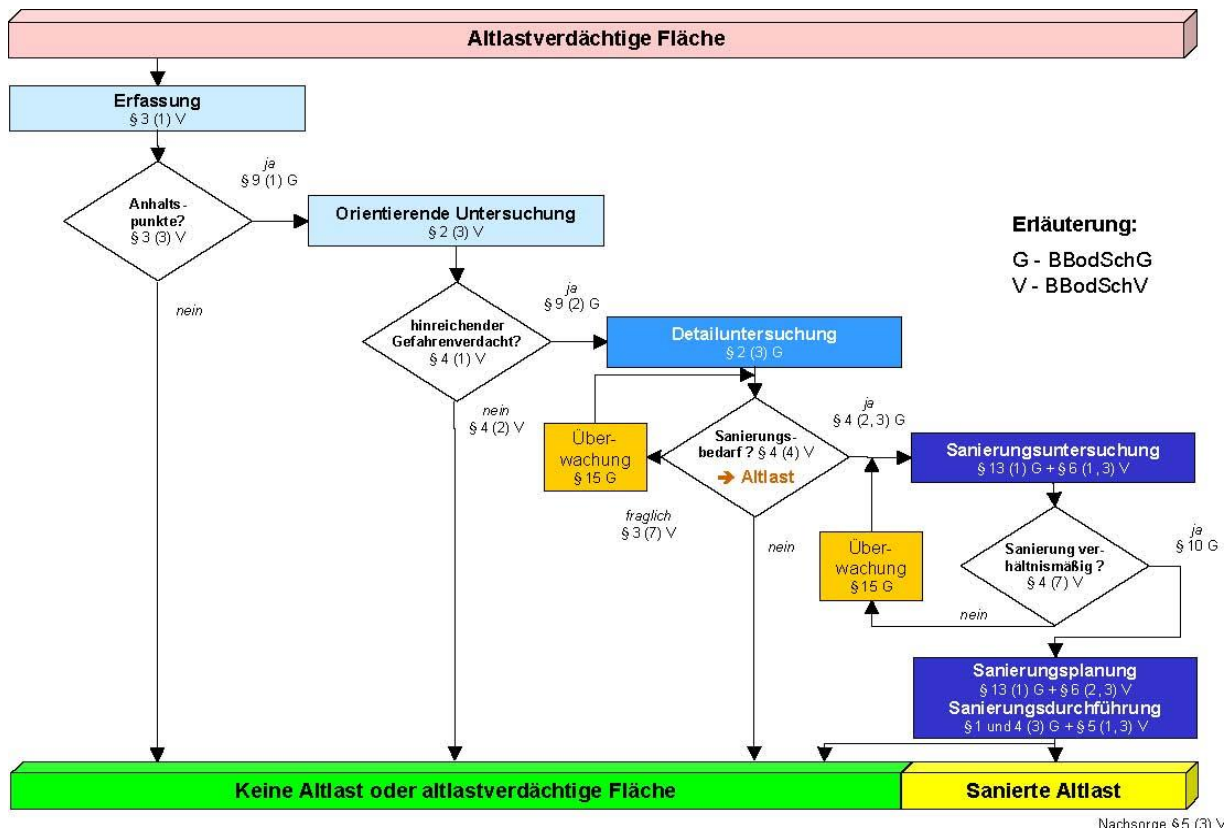 Altlastverdächtige Fläche
Erfassung
§ 3 (1) V
ja
§ 9 (1) G
Anhalts-
punkte?
§ 3 (3) V
nein
Orientierende Untersuchung
§ 2 (3) V
Erläuterung:
G - BBodSchG
V - BBodSchV
ja
§ 9 (2) G
hinreichender
Gefahrenverdacht?
§ 4 (1) V
nein
§ 4 (2) V
Detailuntersuchung
§ 2 (3) G
Über-
wachung
§ 15 G
Sanierungs-
bedarf ? § 4 (4) V
➔ Altlast
fraglich
§ 3 (7) V
nein
ja
§ 4 (2, 3) G
Sanierungsuntersuchung
§ 13 (1) G + § 6 (1, 3) V
Über-
wachung
§ 15 G
Sanierung ver-
hältnismäßig ?
§ 4 (7) V
nein
ja
§ 10 G
Sanierungsplanung
§ 13 (1) G + § 6 (2, 3) V
Sanierungsdurchführung
§ 1 und 4 (3) G + § 5 (1, 3) V
Keine Altlast oder altlastverdächtige Fläche
Sanierte Altlast
Nachsorge § 5 (3) V